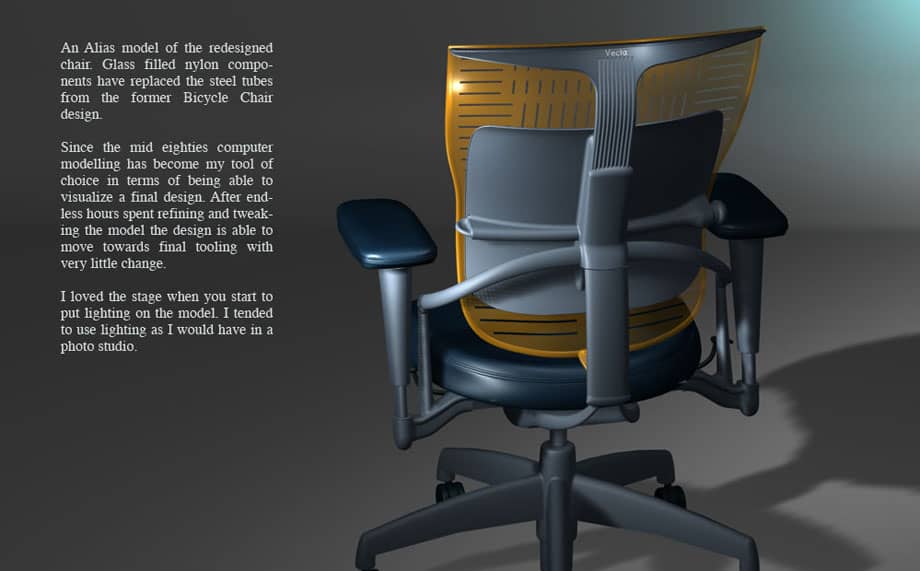 An Alias model of the redesigned
chair. Glass filled nylon compo-
nents have replaced the steel tubes
from the former Bicycle Chair
design.
Since the mid eighties computer
modelling has become my tool of
choice in terms of being able to
visualize a final design. After end-
less hours spent refining and tweak-
ing the model the design is able to
move towards final tooling with
very little change.
I loved the stage when you start to
put lighting on the model. I tended
to use lighting as I would have in a
photo studio.
Vecta